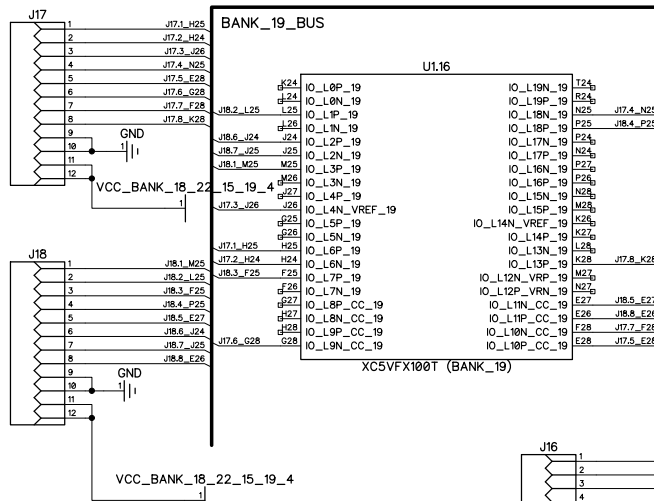 J17
1 J17.1_H25
2 J17.2_H24
3 J17.3_J26
4 J17.4_N25
5 J17.5_E28
6 J17.6_G28
7 J17.7_F28
8 J17.8_K28
9
10
11
12
GND
1
VCC_BANK_18_22_15_19_4
1
J18
1 J18.1_M25
2 J18.2_L25
3 J18.3_F25
4 J18.4_P25
5 J18.5_E27
6 J18.6_J24
7 J18.7_J25
8 J18.8_E26
9
10
11
12
GND
1
VCC_BANK_18_22_15_19_4
1
BANK_19_BUS
U1.16
K24 IO_L0P_19 IO_L19N_19 T24
L24 IO_L0N_19 IO_L19P_19 R24
J18.2_L25 L25 IO_L1P_19 IO_L18N_19 N25 J17.4_N25
L26 IO_L1N_19 IO_L18P_19 P25 J18.4_P25
J18.6_J24 J24 IO_L2P_19 IO_L17N_19 P24
J18.7_J25 J25 IO_L2N_19 IO_L17P_19 N24
J18.1_M25 M25 IO_L3P_19 IO_L16N_19 P27
M26 IO_L3N_19 IO_L16P_19 P26
J27 IO_L4P_19 IO_L15N_19 N28
J17.3_J26 J26 IO_L4N_VREF_19 IO_L15P_19 M28
G25 IO_L5P_19 IO_L14N_VREF_19 K26
G26 IO_L5N_19 IO_L14P_19 K27
J17.1_H25 H25 IO_L6P_19 IO_L13N_19 L28
J17.2_H24 H24 IO_L6N_19 IO_L13P_19 K28 J17.8_K28
J18.3_F25 F25 IO_L7P_19 IO_L12N_VRP_19 M27
F26 IO_L7N_19 IO_L12P_VRN_19 N27
G27 IO_L8P_CC_19 IO_L11N_CC_19 E27 J18.5_E27
H27 IO_L8N_CC_19 IO_L11P_CC_19 E26 J18.8_E26
H28 IO_L9P_CC_19 IO_L10N_CC_19 F28 J17.7_F28
J17.6_G28 G28 IO_L9N_CC_19 IO_L10P_CC_19 E28 J17.5_E28
XC5VFX100T (BANK_19)
J16
1
2
3
4